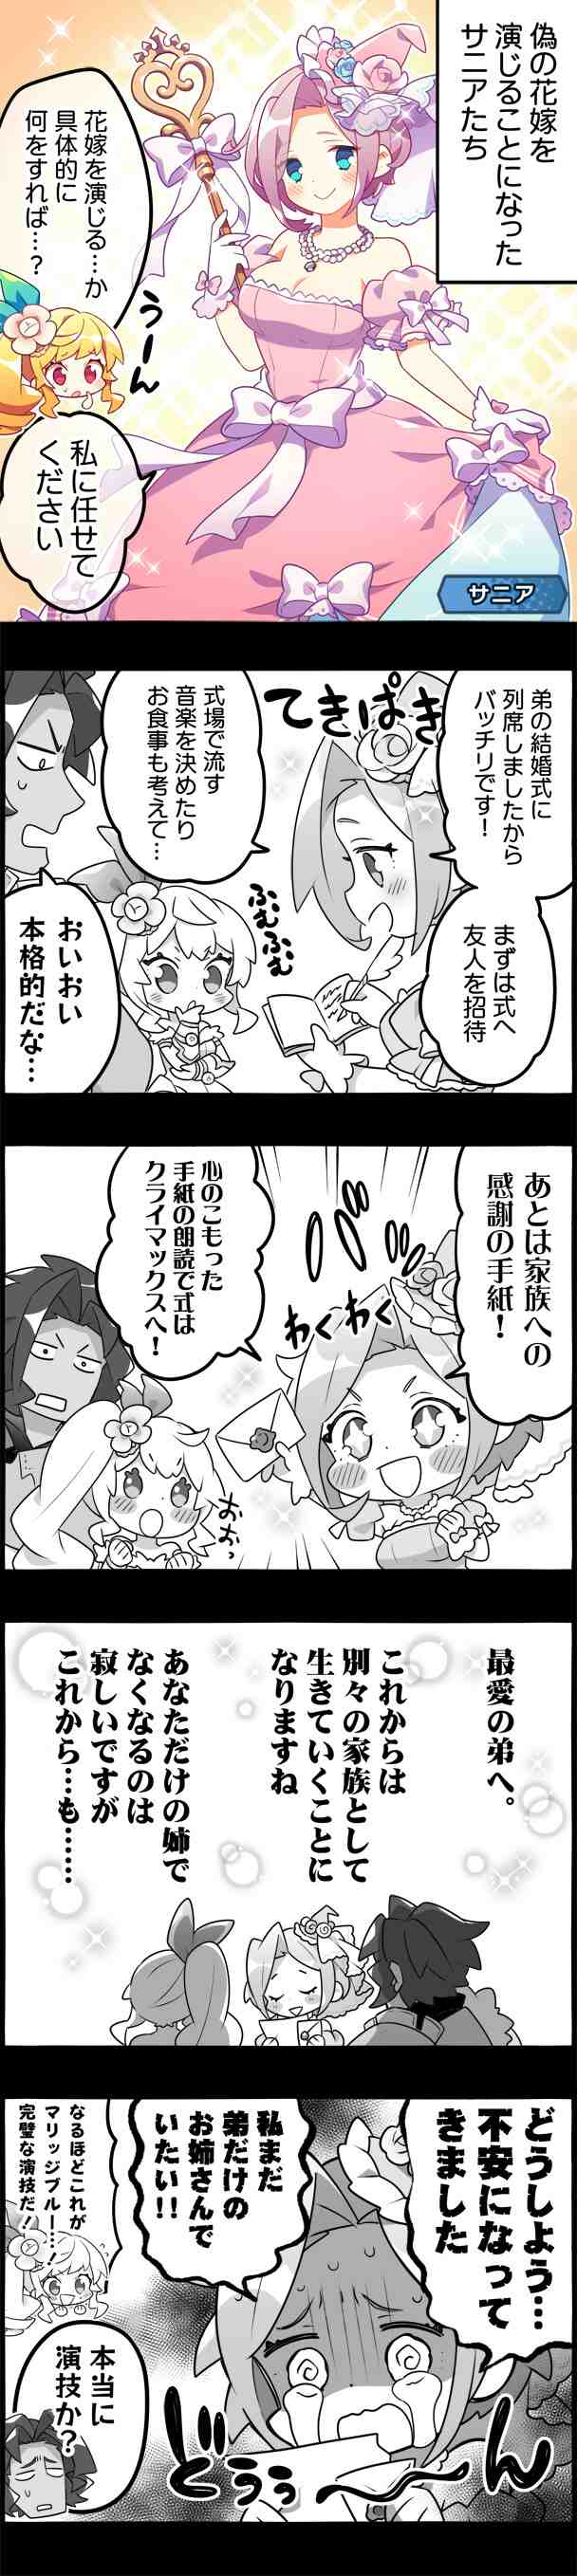 偽の花嫁を
演じることになった
サニアたち
花嫁を演じる…か
具体的に
何をすれば…?
うーん
私に任せて
ください
サニア
弟の結婚式に
列席しましたから
バッチリです!
まずは式へ
友人を招待
てきぱき
式場で流す
音楽を決めたり
お食事も考えて…
ふむふむ
おいおい
本格的だな…
あとは家族への
感謝の手紙!
ババーン
わくわく
心のこもった
手紙の朗読で式は
クライマックスへ!
おぉっ
最愛の弟へ。
これからは
別々の家族として
生きていくことに
なりますね
あなただけの姉で
なくなるのは
寂しいですが
これから…も……
どうしよう…
不安になって
きました
私まだ
弟だけの
お姉さんで
いたい!!
どぅぅ〜ん
なるほどこれが
マリッジブルー…!
完璧な演技だ!
本当に
演技か?